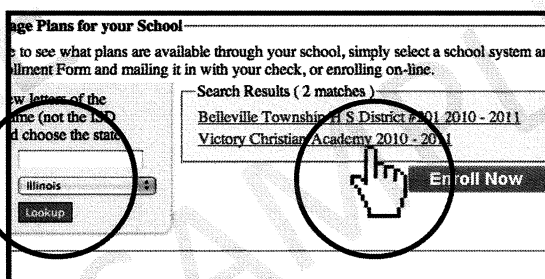 age Plans for your School
e to see what plans are available through your school, simply select a school system a
ollment Form and mailing it in with your check, or enrolling on-line.
ew letters of the
ame (not the ISD
d choose the state
Illinois
Lookup
Search Results ( 2 matches )
Belleville Township H S District #201 2010 - 2011
Victory Christian Academy 2010 - 2011
Enroll Now